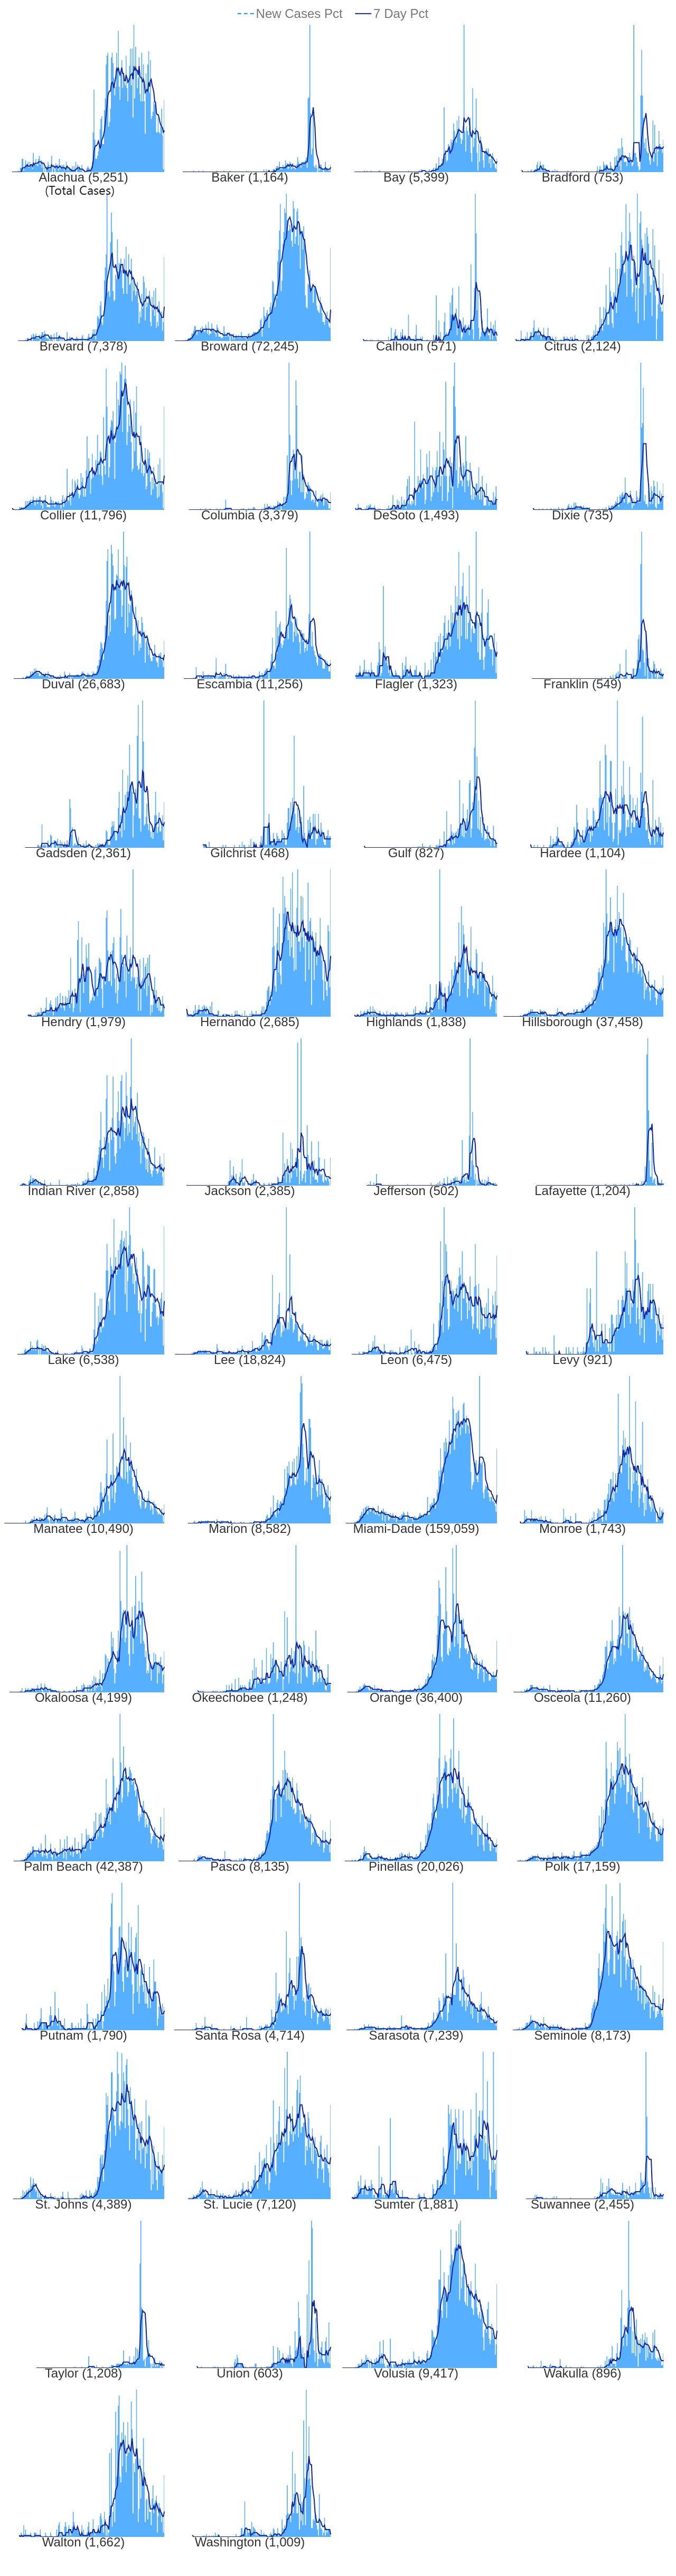 New Cases Pct 7 Day Pct
Alachua (5,251) Baker (1,164) Bay (5,399) Bradford (753)
(Total Cases)
Brevard (7,378) Broward (72,245) Calhoun (571) Citrus (2,124)
Collier (11,796) Columbia (3,379) DeSoto (1,493) Dixie (735)
Duval (26,683) Escambia (11,256) Flagler (1,323) Franklin (549)
Gadsden (2,361) Gilchrist (468) Gulf (827) Hardee (1,104)
Hendry (1,979) Hernando (2,685) Highlands (1,838) Hillsborough (37,458)
Indian River (2,858) Jackson (2,385) Jefferson (502) Lafayette (1,204)
Lake (6,538) Lee (18,824) Leon (6,475) Levy (921)
Manatee (10,490) Marion (8,582) Miami-Dade (159,059) Monroe (1,743)
Okaloosa (4,199) Okeechobee (1,248) Orange (36,400) Osceola (11,260)
Palm Beach (42,387) Pasco (8,135) Pinellas (20,026) Polk (17,159)
Putnam (1,790) Santa Rosa (4,714) Sarasota (7,239) Seminole (8,173)
St. Johns (4,389) St. Lucie (7,120) Sumter (1,881) Suwannee (2,455)
Taylor (1,208) Union (603) Volusia (9,417) Wakulla (896)
Walton (1,662) Washington (1,009)